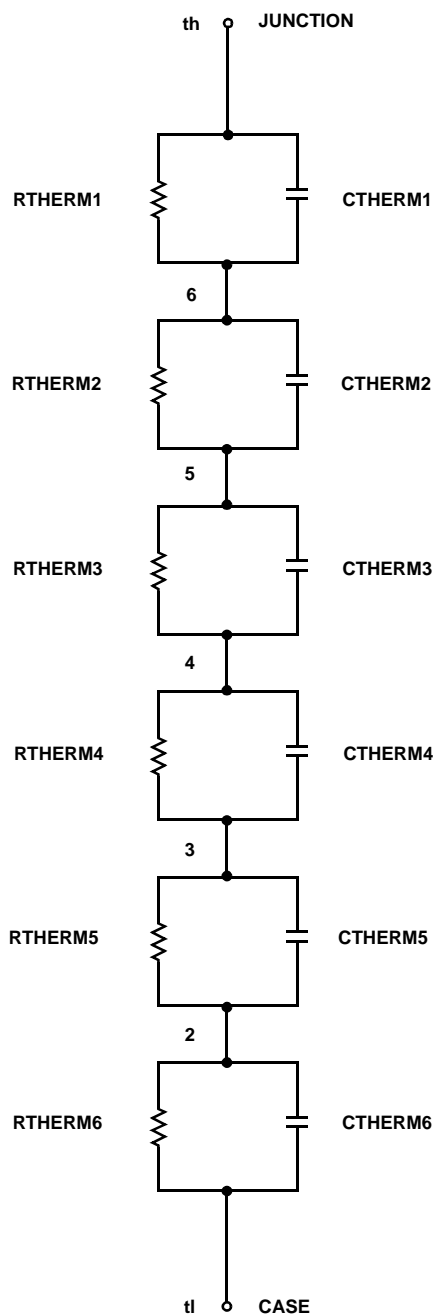 th JUNCTION
RTHERM1 CTHERM1
6
RTHERM2 CTHERM2
5
RTHERM3 CTHERM3
4
RTHERM4 CTHERM4
3
RTHERM5 CTHERM5
2
RTHERM6 CTHERM6
tl CASE